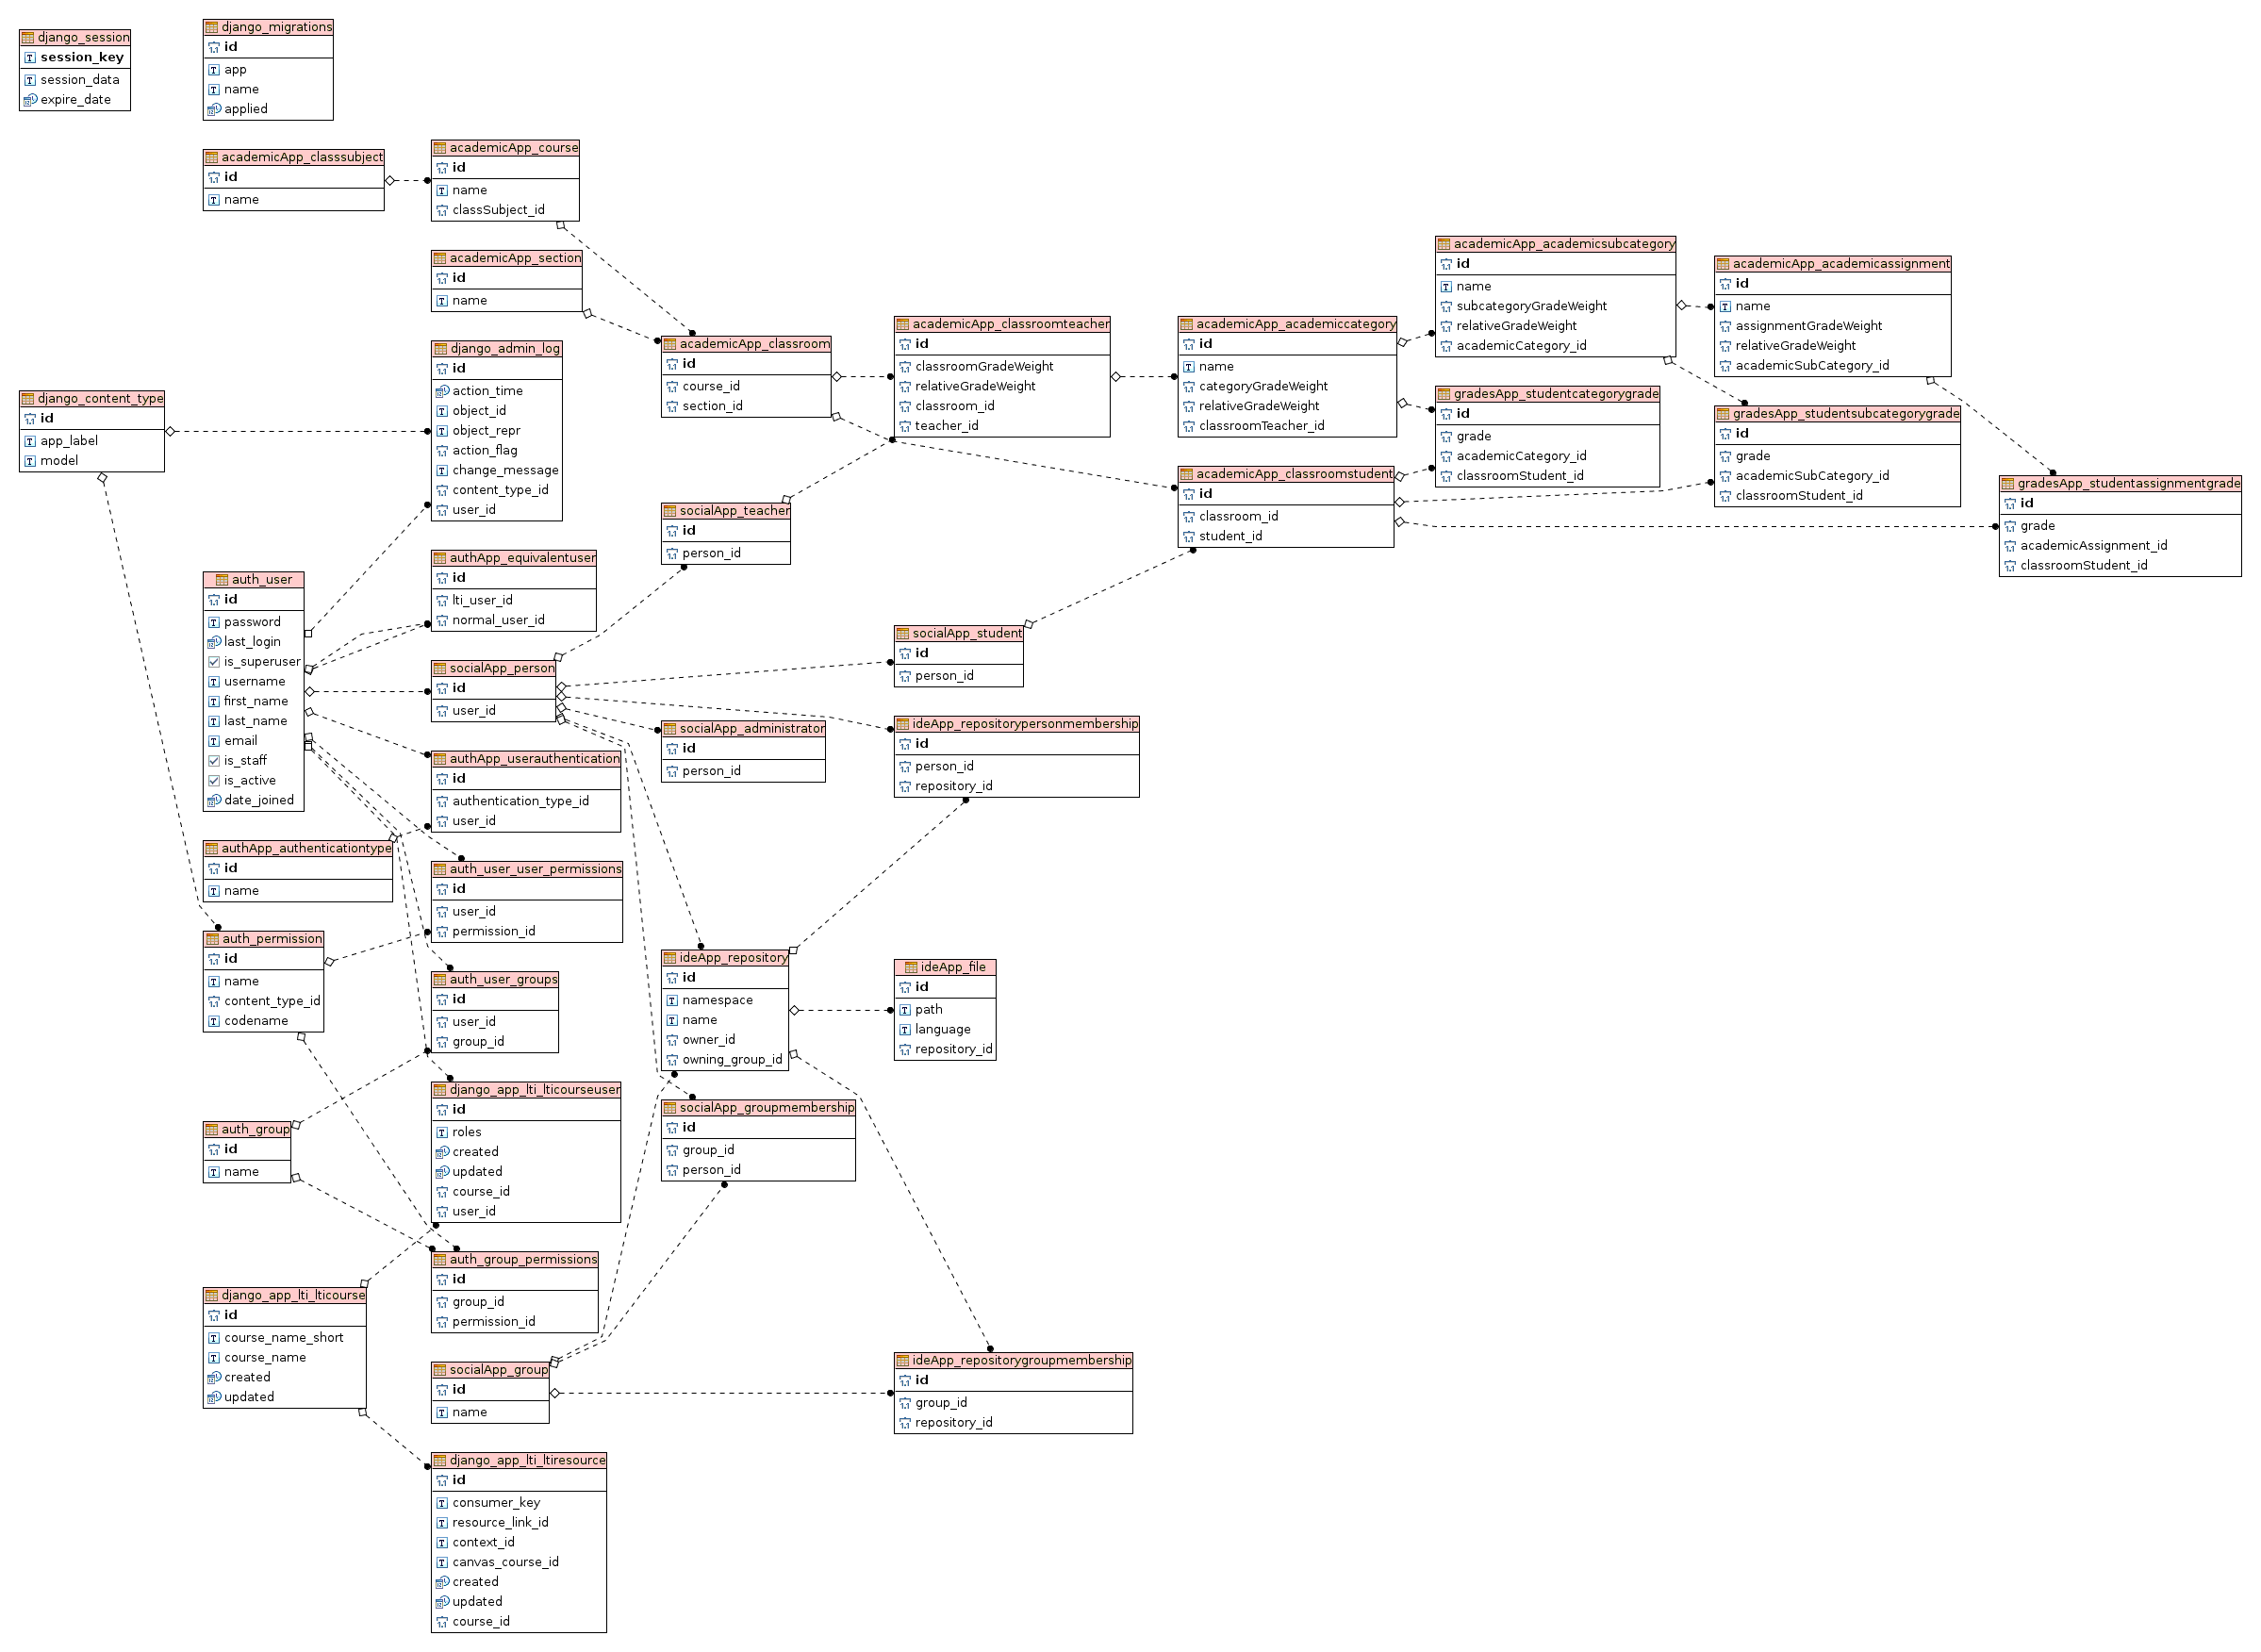 django_session
session_key
session_data
expire_date
django_migrations
id
app
name
applied
academicApp_classsubject
id
name
academicApp_course
id
name
classSubject_id
academicApp_section
id
name
django_admin_log
id
action_time
object_id
object_repr
action_flag
change_message
content_type_id
user_id
django_content_type
id
app_label
model
academicApp_classroom
id
course_id
section_id
academicApp_classroomteacher
id
classroomGradeWeight
relativeGradeWeight
classroom_id
teacher_id
academicApp_academiccategory
id
name
categoryGradeWeight
relativeGradeWeight
classroomTeacher_id
academicApp_academicsubcategory
id
name
subcategoryGradeWeight
relativeGradeWeight
academicCategory_id
academicApp_academicassignment
id
name
assignmentGradeWeight
relativeGradeWeight
academicSubCategory_id
gradesApp_studentcategorygrade
id
grade
academicCategory_id
classroomStudent_id
gradesApp_studentsubcategorygrade
id
grade
academicSubCategory_id
classroomStudent_id
gradesApp_studentassignmentgrade
id
grade
academicAssignment_id
classroomStudent_id
academicApp_classroomstudent
id
classroom_id
student_id
socialApp_teacher
id
person_id
auth_user
id
password
last_login
is_superuser
username
first_name
last_name
email
is_staff
is_active
date_joined
authApp_equivalentuser
id
lti_user_id
normal_user_id
socialApp_person
id
user_id
socialApp_student
id
person_id
socialApp_administrator
id
person_id
ideApp_repositorypersonmembership
id
person_id
repository_id
authApp_userauthentication
id
authentication_type_id
user_id
authApp_authenticationtype
id
name
auth_user_user_permissions
id
user_id
permission_id
auth_permission
id
name
content_type_id
codename
auth_user_groups
id
user_id
group_id
ideApp_repository
id
namespace
name
owner_id
owning_group_id
ideApp_file
id
path
language
repository_id
auth_group
id
name
django_app_lti_lticourseuser
id
roles
created
updated
course_id
user_id
socialApp_groupmembership
id
group_id
person_id
auth_group_permissions
id
group_id
permission_id
django_app_lti_lticourse
id
course_name_short
course_name
created
updated
socialApp_group
id
name
ideApp_repositorygroupmembership
id
group_id
repository_id
django_app_lti_ltiresource
id
consumer_key
resource_link_id
context_id
canvas_course_id
created
updated
course_id